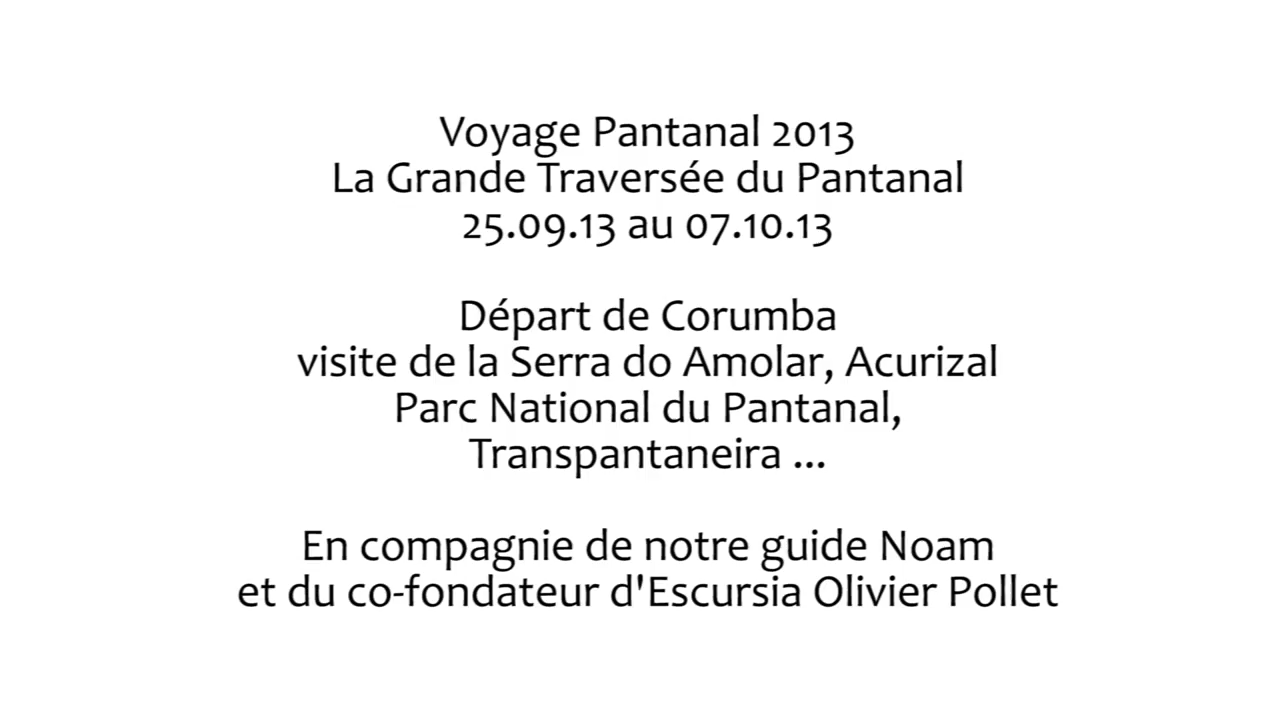 Voyage Pantanal 2013
La Grande Traversée du Pantanal
25.09.13 au 07.10.13
Départ de Corumba
visite de la Serra do Amolar, Acurizal
Parc National du Pantanal,
Transpantaneira ...
En compagnie de notre guide Noam
et du co-fondateur d'Escursia Olivier Pollet